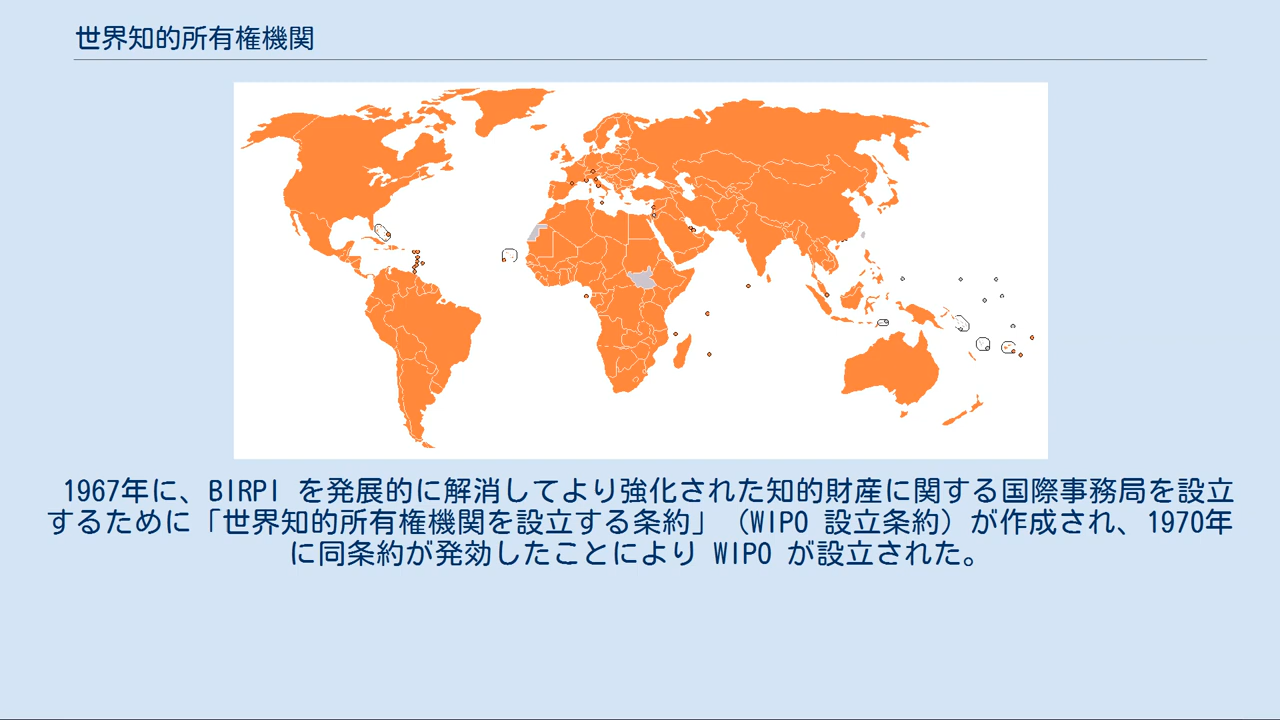 世界知的所有権機関
1967年に、BIRPI を発展的に解消してより強化された知的財産に関する国際事務局を設立
するために「世界知的所有権機関を設立する条約」（WIPO 設立条約）が作成され、1970年
に同条約が発効したことにより WIPO が設立された。